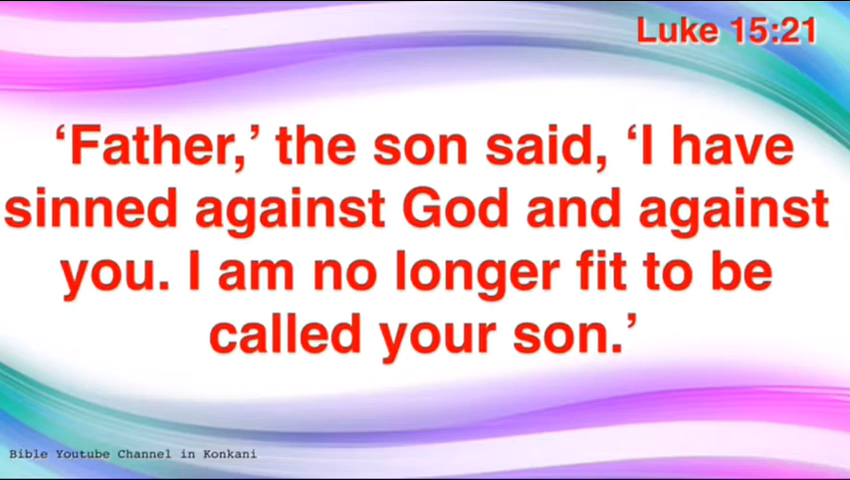 Luke 15:21
‘Father,’ the son said, ‘I have
sinned against God and against
you. I am no longer fit to be
called your son.’
Bible Youtube Channel in Konkani